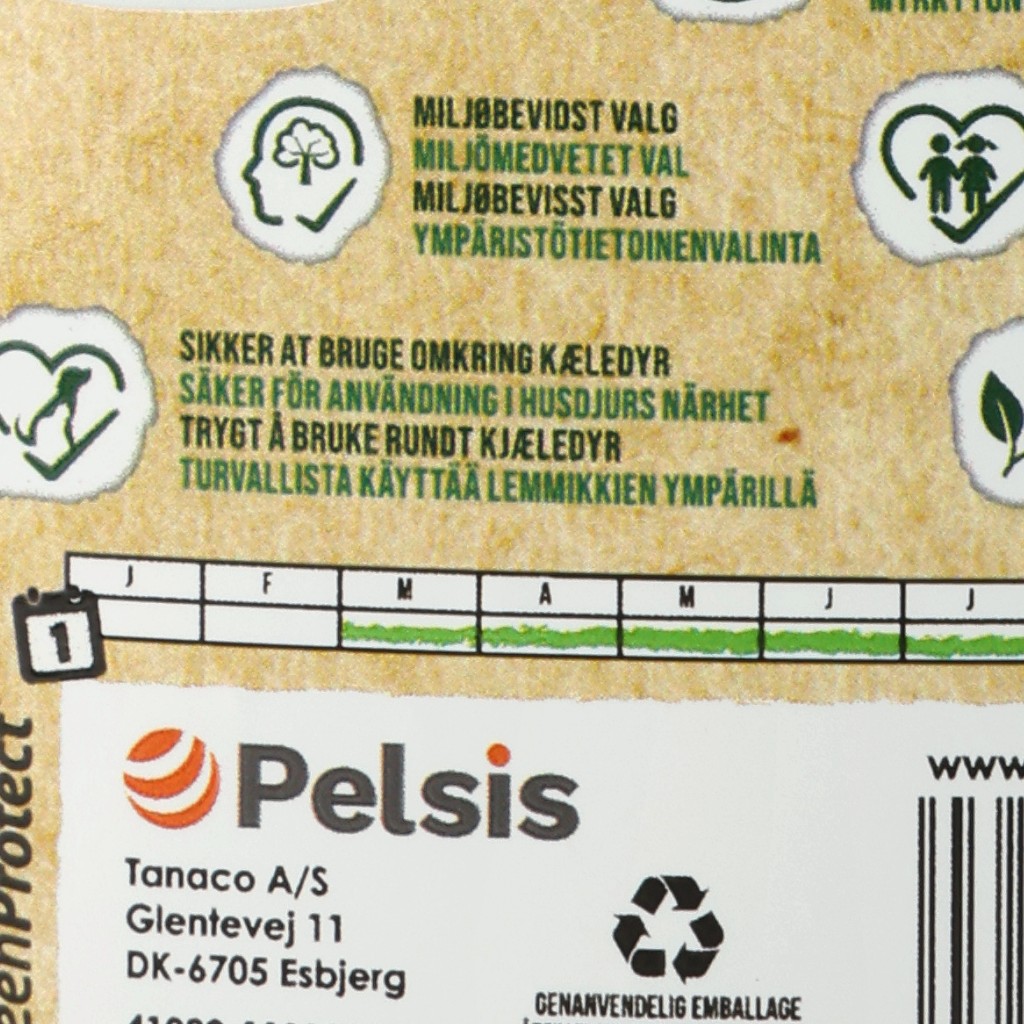 MILJØBEVIDST VALG
MILJÖMEDVETET VAL
MILJØBEVISST VALG
YMPÄRISTÖTIETOINENVALINTA
SIKKER AT BRUGE OMKRING KÆLEDYR
SÄKER FÖR ANVÄNDNING I HUSDJURS NÄRHET
TRYGT Å BRUKE RUNDT KJÆLEDYR
TURVALLISTA KÄYTTÄÄ LEMMIKKIEN YMPÄRILLÄ
J F M A M J J
1
Pelsis
www
Tanaco A/S
Glentevej 11
DK-6705 Esbjerg
GENANVENDELIG EMBALLAGE